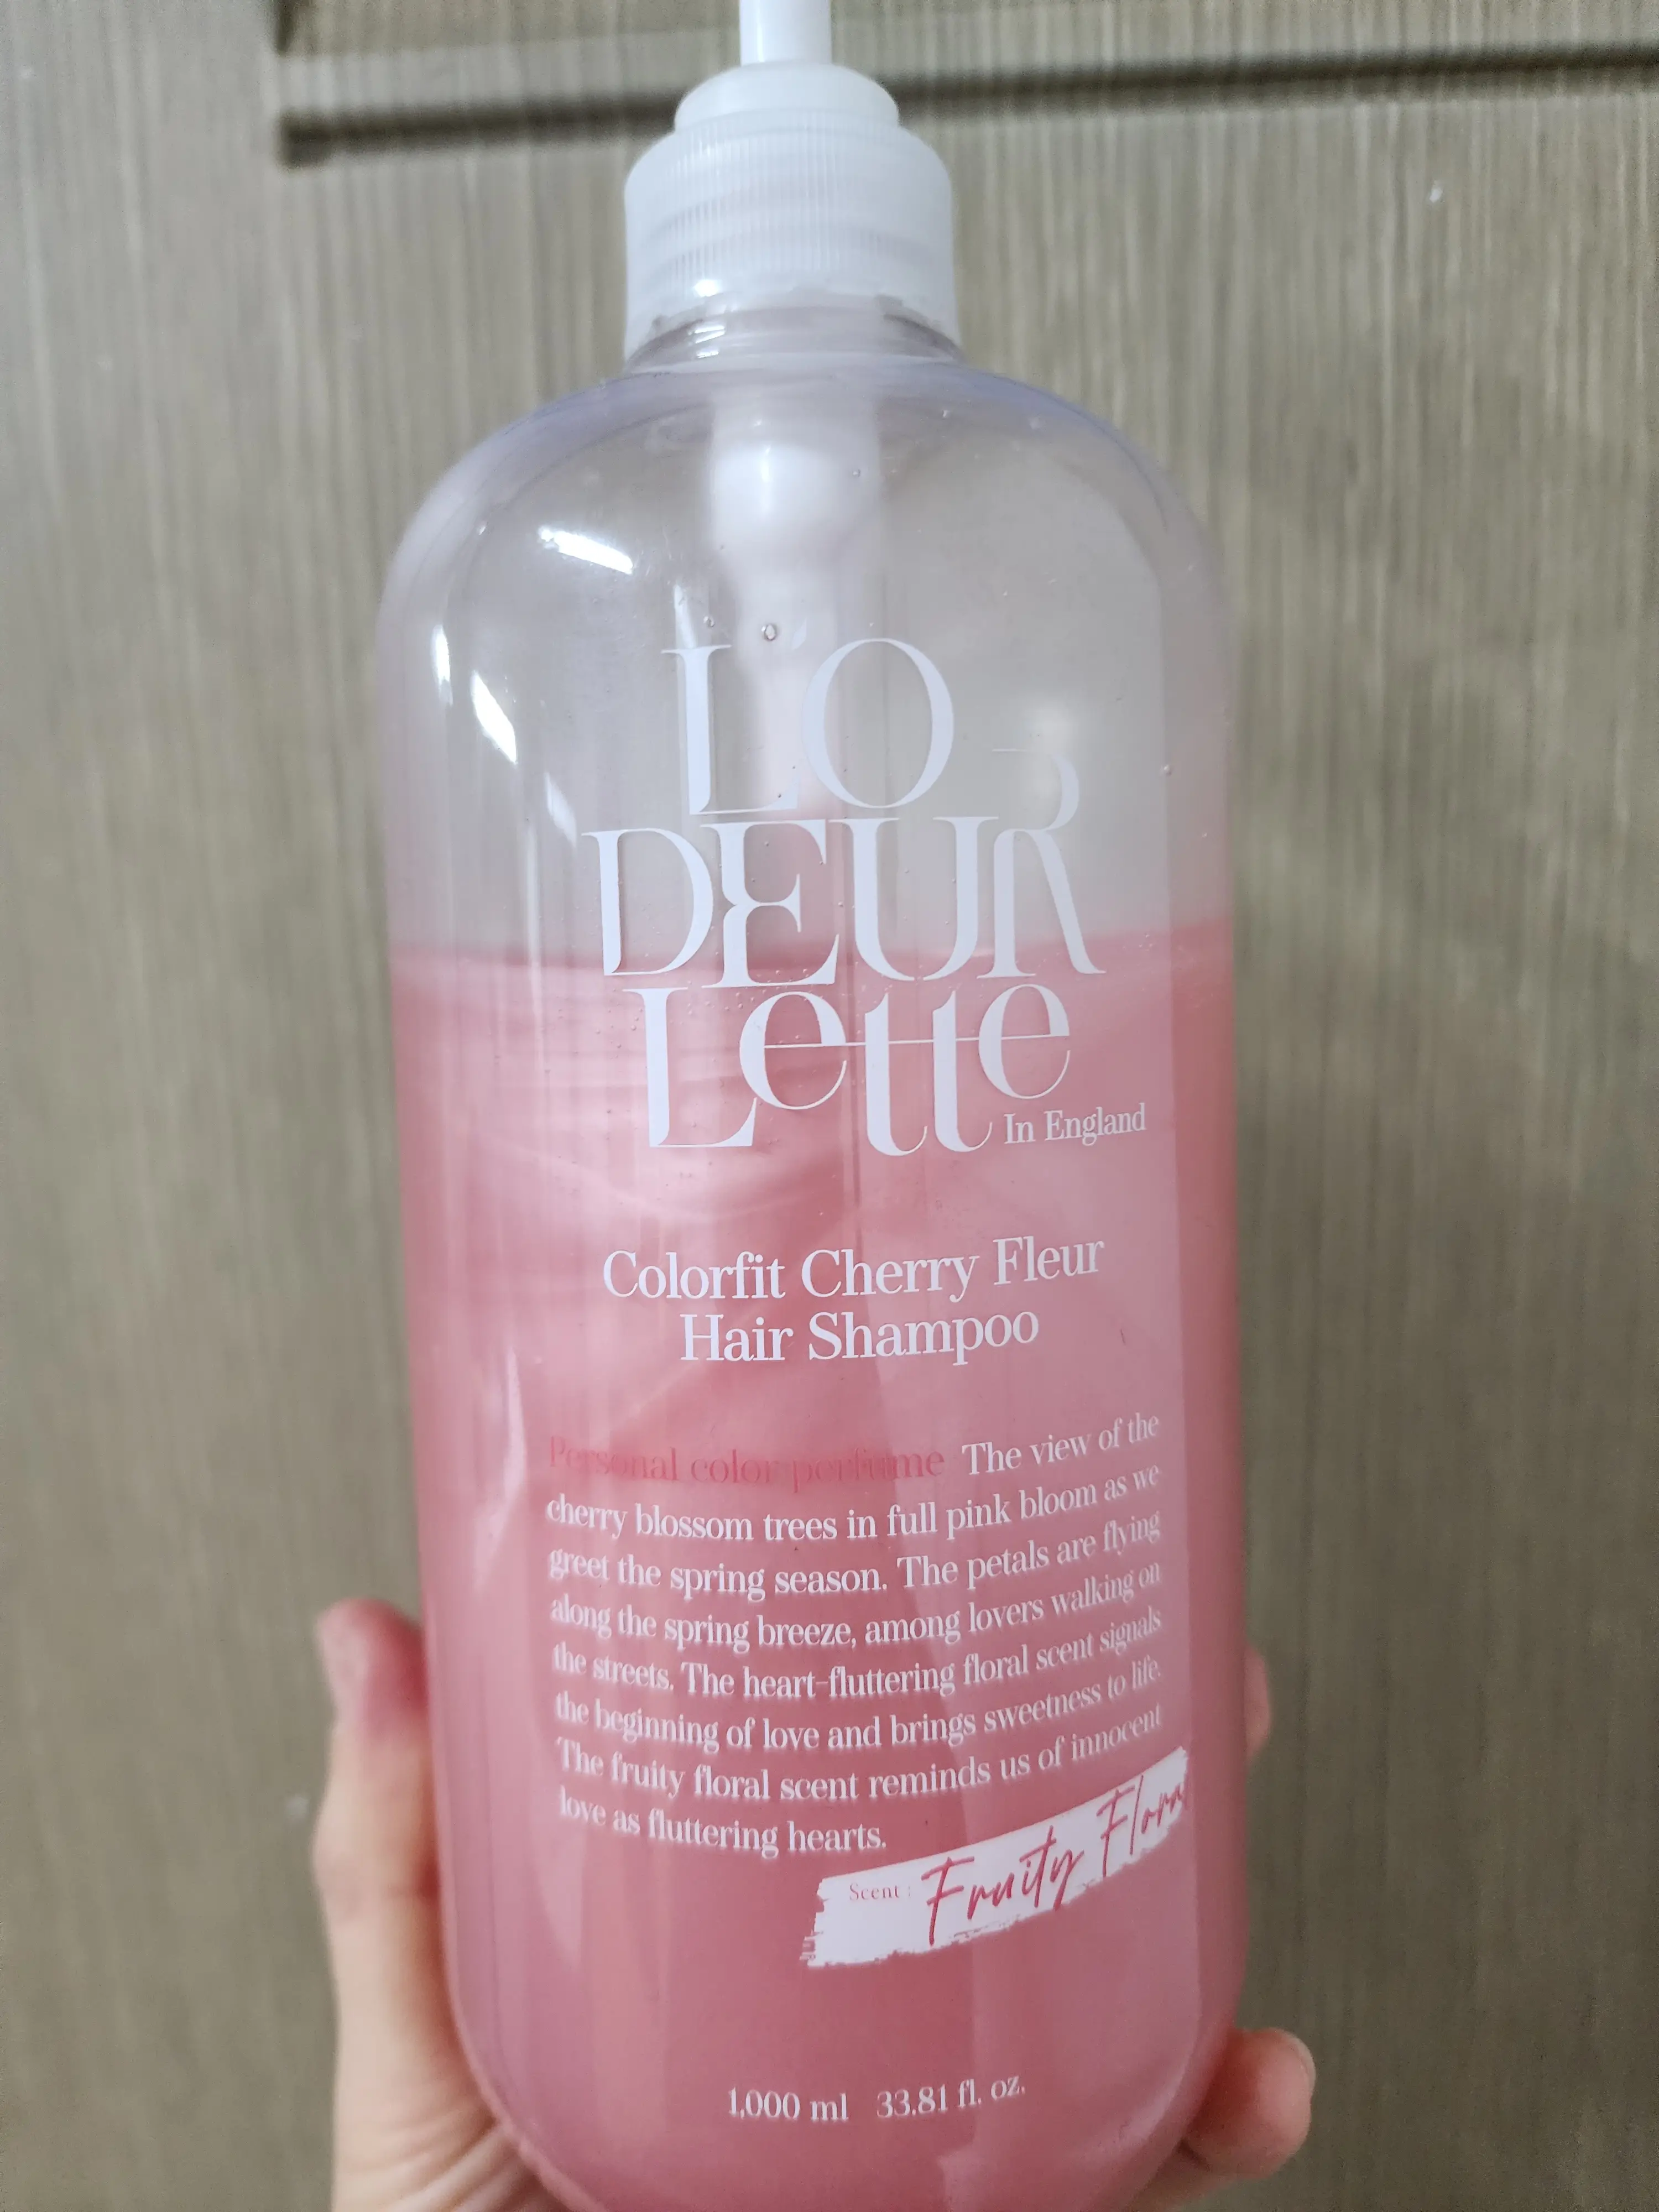 L'O
DEUR
Lette
In England
Colorfit Cherry Fleur
Hair Shampoo
Personal color perfume The view of the
cherry blossom trees in full pink bloom as we
greet the spring season. The petals are flying
along the spring breeze, among lovers walking on
the streets. The heart-fluttering floral scent signals
the beginning of love and brings sweetness to life.
The fruity floral scent reminds us of innocent
love as fluttering hearts.
Scent : Fruity Floral
1,000 ml 33.81 fl. oz.